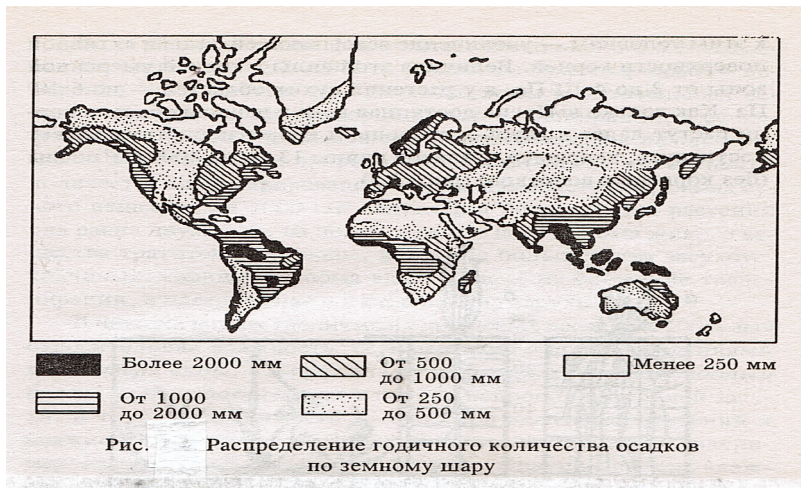 Более 2000 мм
От 500
до 1000 мм
Менее 250 мм
От 1000
до 2000 мм
От 250
до 500 мм
Рис. Распределение годичного количества осадков
по земному шару